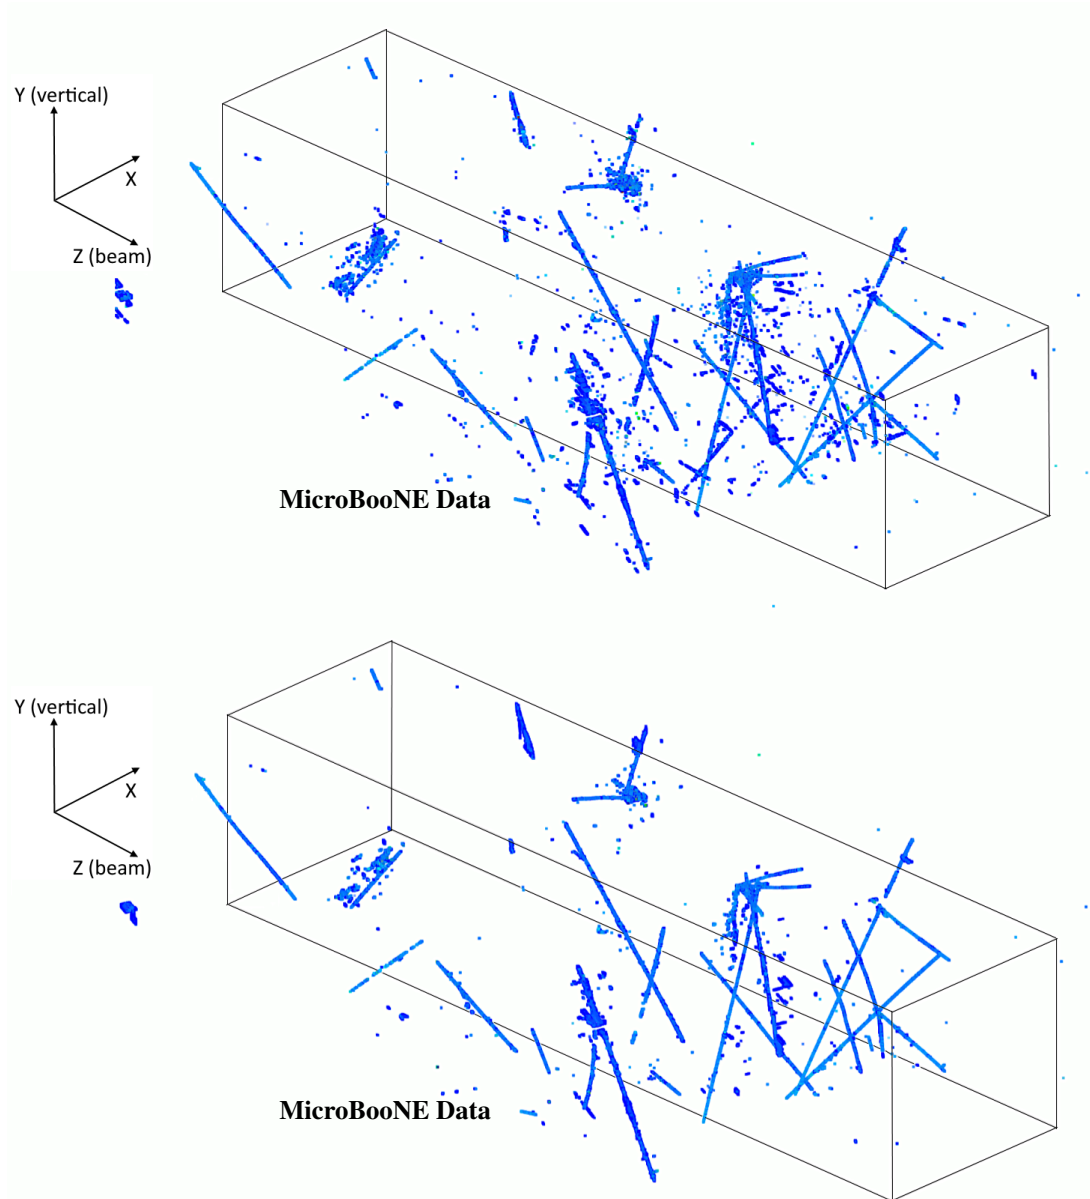 Y (vertical)
X
Z (beam)
MicroBooNE Data
Y (vertical)
X
Z (beam)
MicroBooNE Data